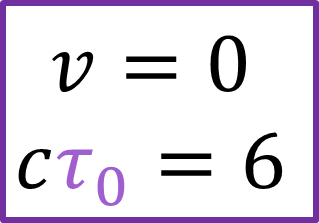 v = 0
cτ₀ = 6